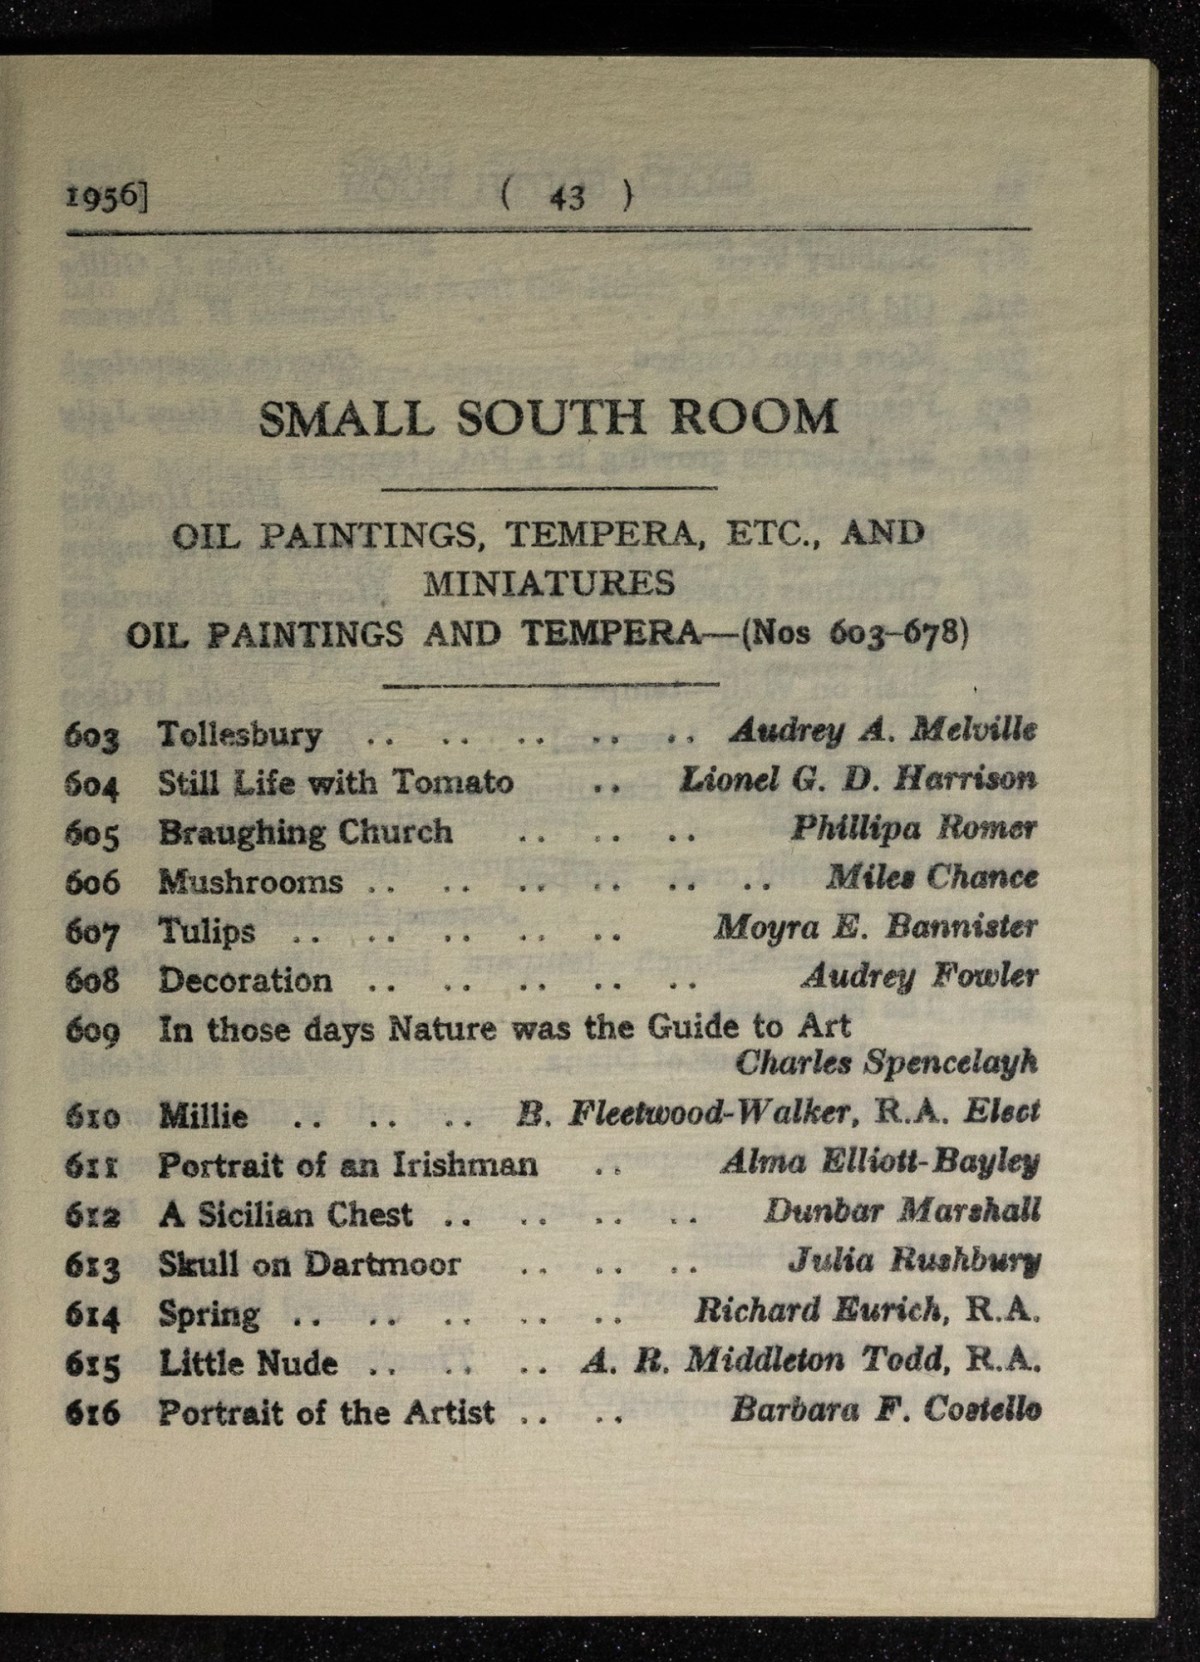 1956] ( 43 )
SMALL SOUTH ROOM
OIL PAINTINGS, TEMPERA, ETC., AND
MINIATURES
OIL PAINTINGS AND TEMPERA—(Nos 603–678)
603 Tollesbury .. .. .. .. .. Audrey A. Melville
604 Still Life with Tomato .. Lionel G. D. Harrison
605 Braughing Church .. .. .. Phillipa Romer
606 Mushrooms .. .. .. .. .. .. Miles Chance
607 Tulips .. .. .. .. .. Moyra E. Bannister
608 Decoration .. .. .. .. .. Audrey Fowler
609 In those days Nature was the Guide to Art
Charles Spencelayh
610 Millie .. .. .. B. Fleetwood-Walker, R.A. Elect
611 Portrait of an Irishman .. Alma Elliott-Bayley
612 A Sicilian Chest .. .. .. .. Dunbar Marshall
613 Skull on Dartmoor .. .. .. Julia Rushbury
614 Spring .. .. .. .. .. Richard Eurich, R.A.
615 Little Nude .. .. .. A. R. Middleton Todd, R.A.
616 Portrait of the Artist .. .. Barbara F. Costello